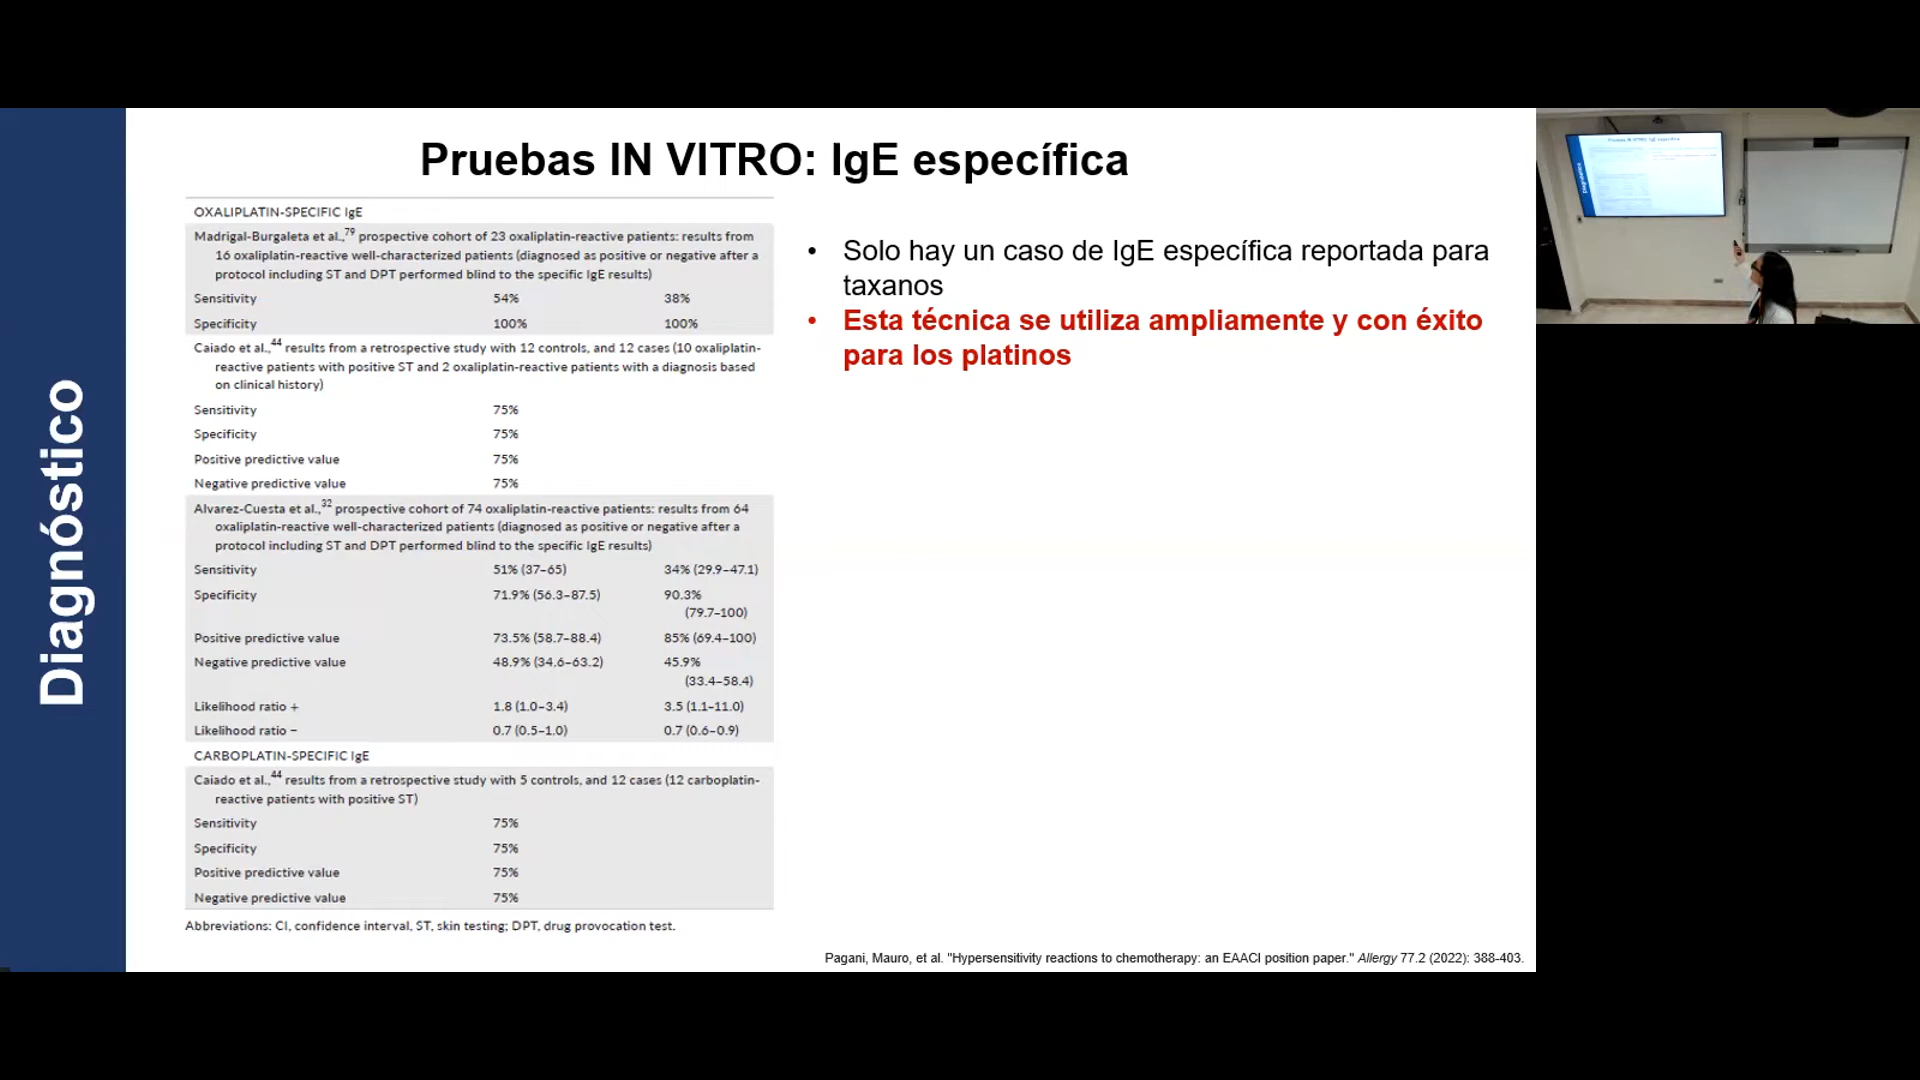 Diagnóstico
Pruebas IN VITRO: IgE específica
OXALIPLATIN-SPECIFIC IgE
Madrigal-Burgaleta et al.,79 prospective cohort of 23 oxaliplatin-reactive patients: results from
16 oxaliplatin-reactive well-characterized patients (diagnosed as positive or negative after a
protocol including ST and DPT performed blind to the specific IgE results)
Sensitivity 54% 38%
Specificity 100% 100%
Caiado et al.,44 results from a retrospective study with 12 controls, and 12 cases (10 oxaliplatin-
reactive patients with positive ST and 2 oxaliplatin-reactive patients with a diagnosis based
on clinical history)
Sensitivity 75%
Specificity 75%
Positive predictive value 75%
Negative predictive value 75%
Alvarez-Cuesta et al.,32 prospective cohort of 74 oxaliplatin-reactive patients: results from 64
oxaliplatin-reactive well-characterized patients (diagnosed as positive or negative after a
protocol including ST and DPT performed blind to the specific IgE results)
Sensitivity 51% (37–65) 34% (29.9–47.1)
Specificity 71.9% (56.3–87.5) 90.3%
(79.7–100)
Positive predictive value 73.5% (58.7–88.4) 85% (69.4–100)
Negative predictive value 48.9% (34.6–63.2) 45.9%
(33.4–58.4)
Likelihood ratio + 1.8 (1.0–3.4) 3.5 (1.1–11.0)
Likelihood ratio − 0.7 (0.5–1.0) 0.7 (0.6–0.9)
CARBOPLATIN-SPECIFIC IgE
Caiado et al.,44 results from a retrospective study with 5 controls, and 12 cases (12 carboplatin-
reactive patients with positive ST)
Sensitivity 75%
Specificity 75%
Positive predictive value 75%
Negative predictive value 75%
Abbreviations: CI, confidence interval, ST, skin testing; DPT, drug provocation test.
• Solo hay un caso de IgE específica reportada para
taxanos
• Esta técnica se utiliza ampliamente y con éxito
para los platinos
Pagani, Mauro, et al. "Hypersensitivity reactions to chemotherapy: an EAACI position paper." Allergy 77.2 (2022): 388-403.
Pruebas IN VITRO: IgE específica
Diagnóstico